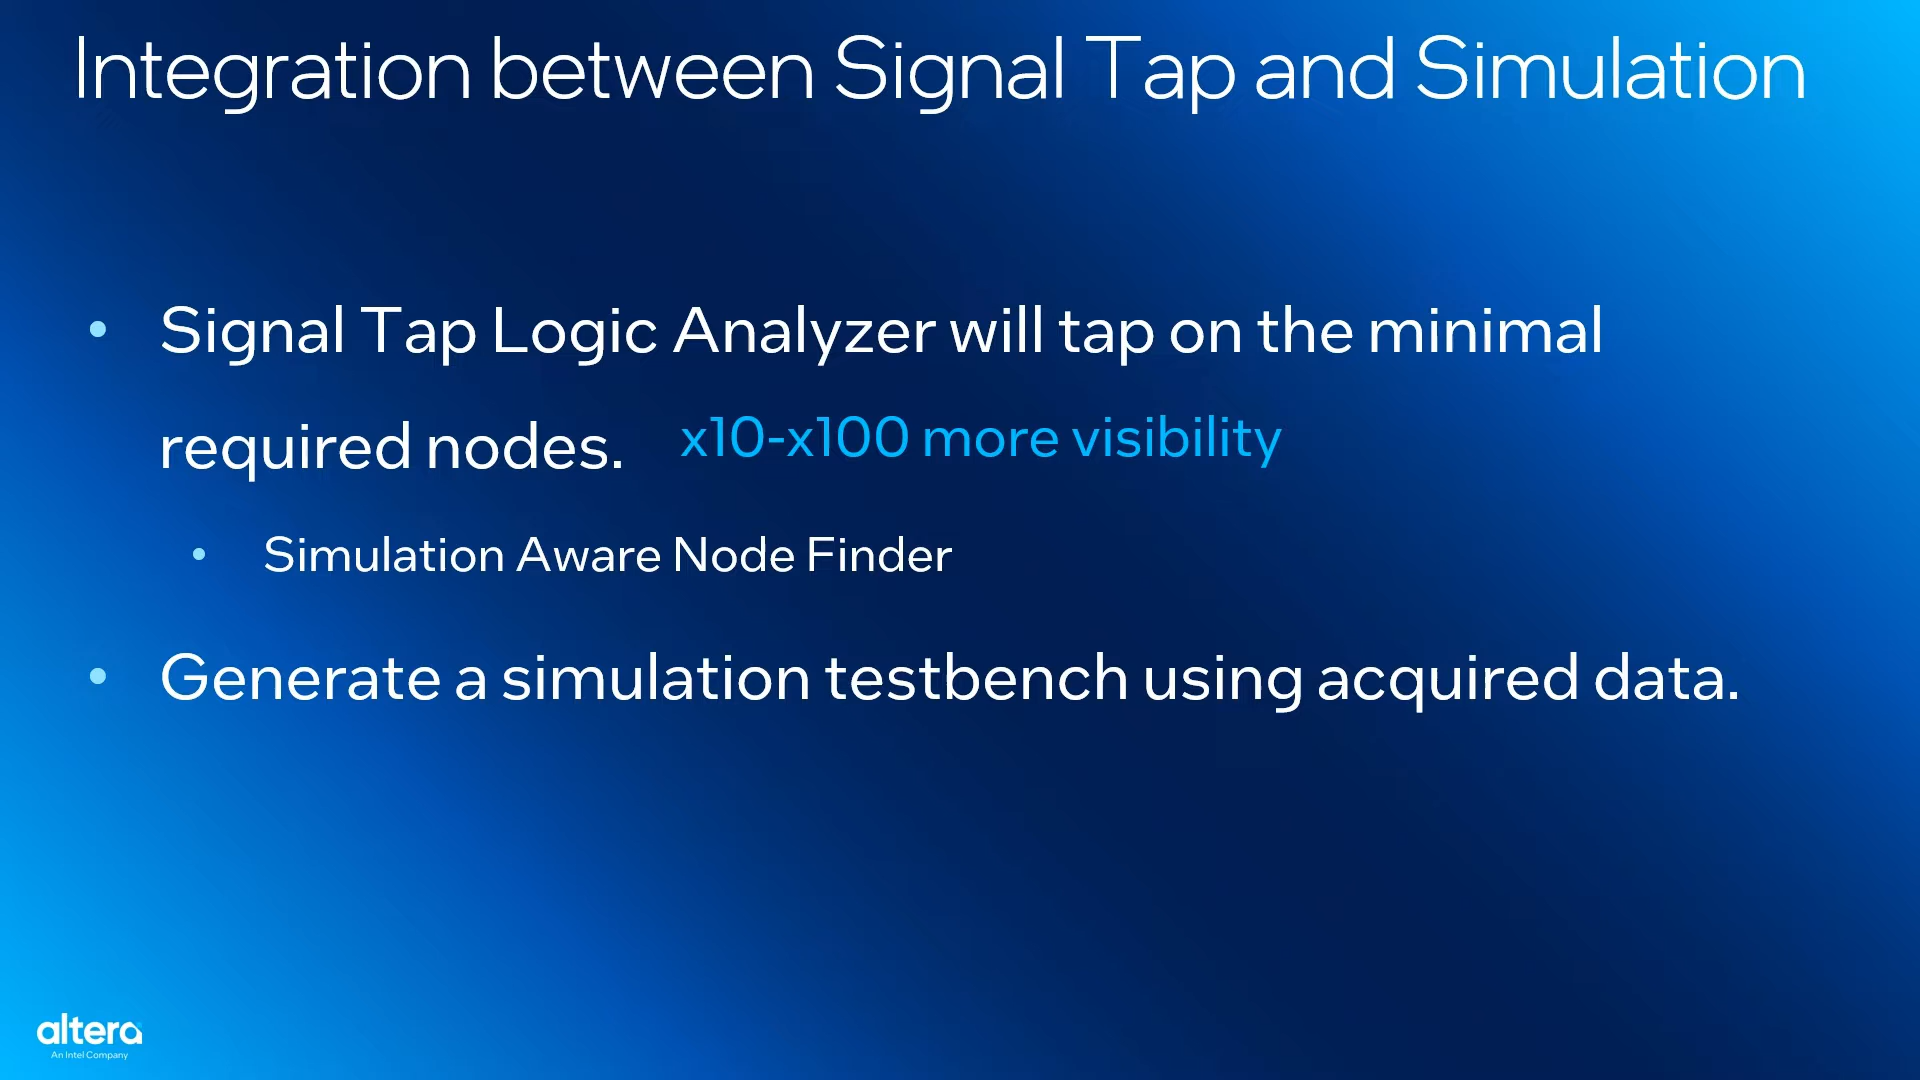 Integration between Signal Tap and Simulation
• Signal Tap Logic Analyzer will tap on the minimal
required nodes. x10-x100 more visibility
• Simulation Aware Node Finder
• Generate a simulation testbench using acquired data.
altera
An Intel Company